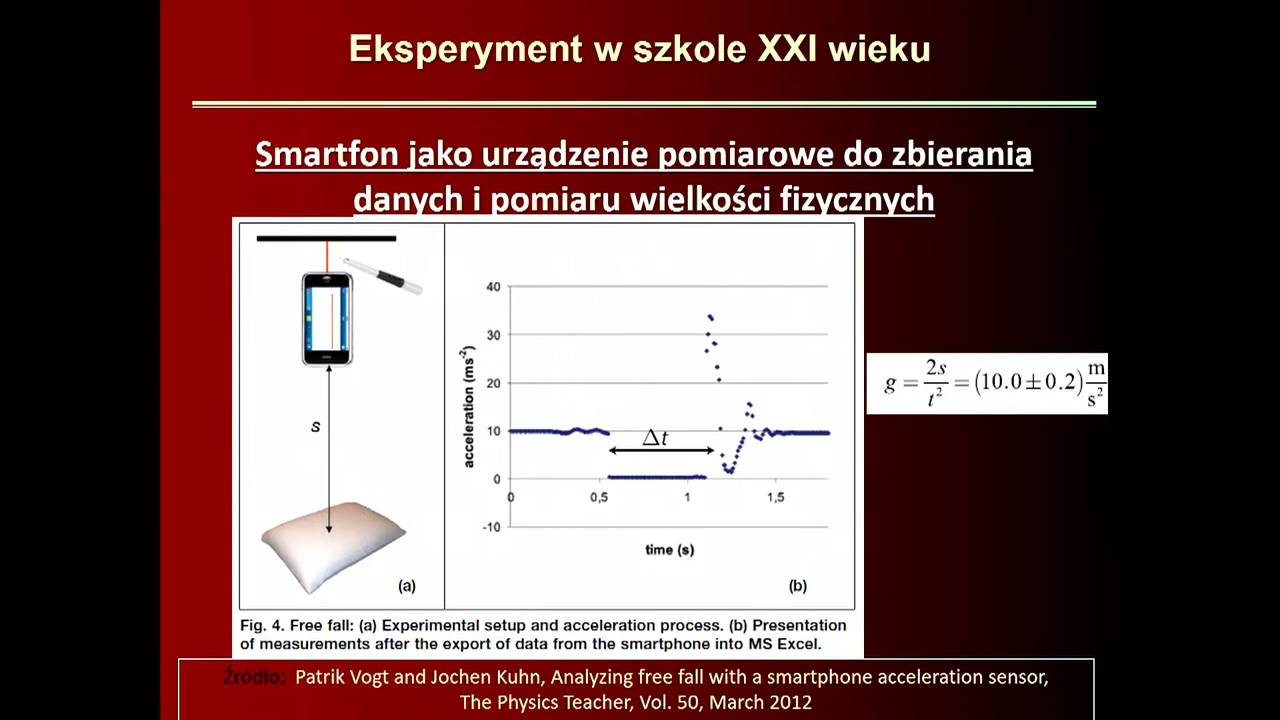 Eksperyment w szkole XXI wieku
Smartfon jako urządzenie pomiarowe do zbierania
danych i pomiaru wielkości fizycznych
s
(a)
acceleration (ms⁻²)
40
30
20
10
0
-10
Δt
0
0,5
1
1,5
time (s)
(b)
g = 2s/t² = (10.0 ± 0.2) m/s²
Fig. 4. Free fall: (a) Experimental setup and acceleration process. (b) Presentation
of measurements after the export of data from the smartphone into MS Excel.
Źródło: Patrik Vogt and Jochen Kuhn, Analyzing free fall with a smartphone acceleration sensor,
The Physics Teacher, Vol. 50, March 2012